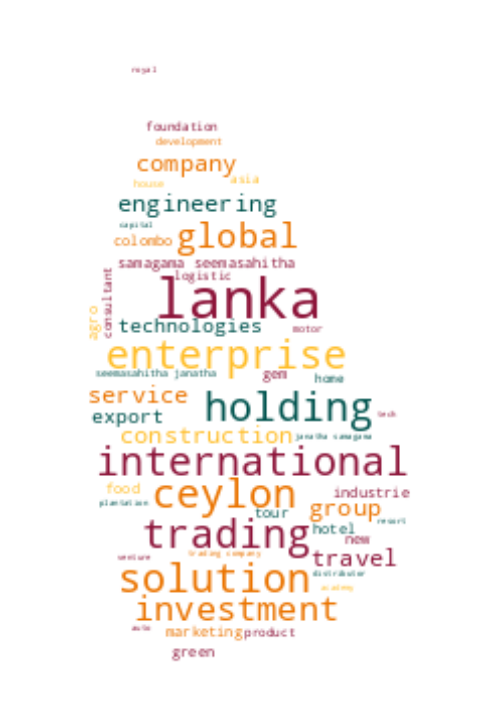 royal
foundation
development
company
house asia
engineering
capital
colombo global
samagama seemasahitha
logistic
consultant
lanka
agro
technologies motor
enterprise
seemasahitha janatha gem home
service holding
export tech
construction janatha samagama
international
food ceylon industrie
plantation
tour group
resort
trading hotel
new
venture trading company travel
solution distributor
academy
investment
auto marketing product
green